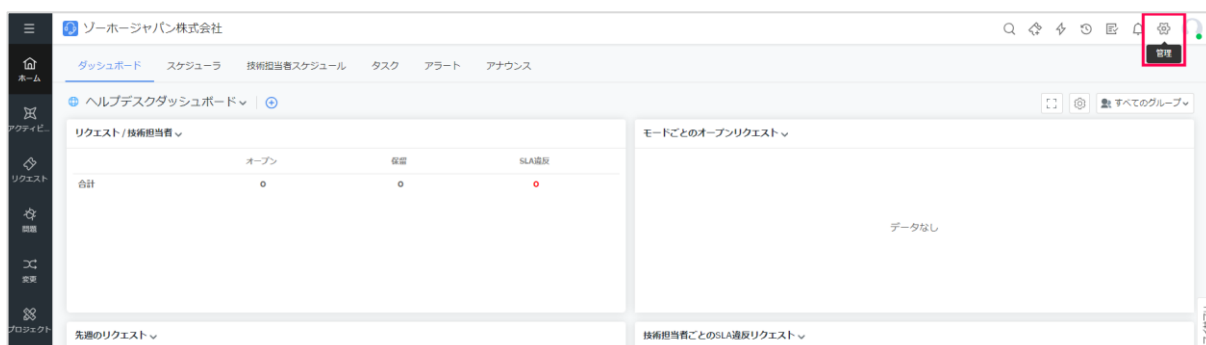 ゾーホージャパン株式会社
管理
ホーム
ダッシュボード スケジューラ 技術担当者スケジュール タスク アラート アナウンス
ヘルプデスクダッシュボード
すべてのグループ
アクティビ...
リクエスト / 技術担当者
モードごとのオープンリクエスト
オープン 保留 SLA違反
リクエスト
合計 0 0 0
問題
データなし
変更
プロジェクト
先週のリクエスト
技術担当者ごとのSLA違反リクエスト